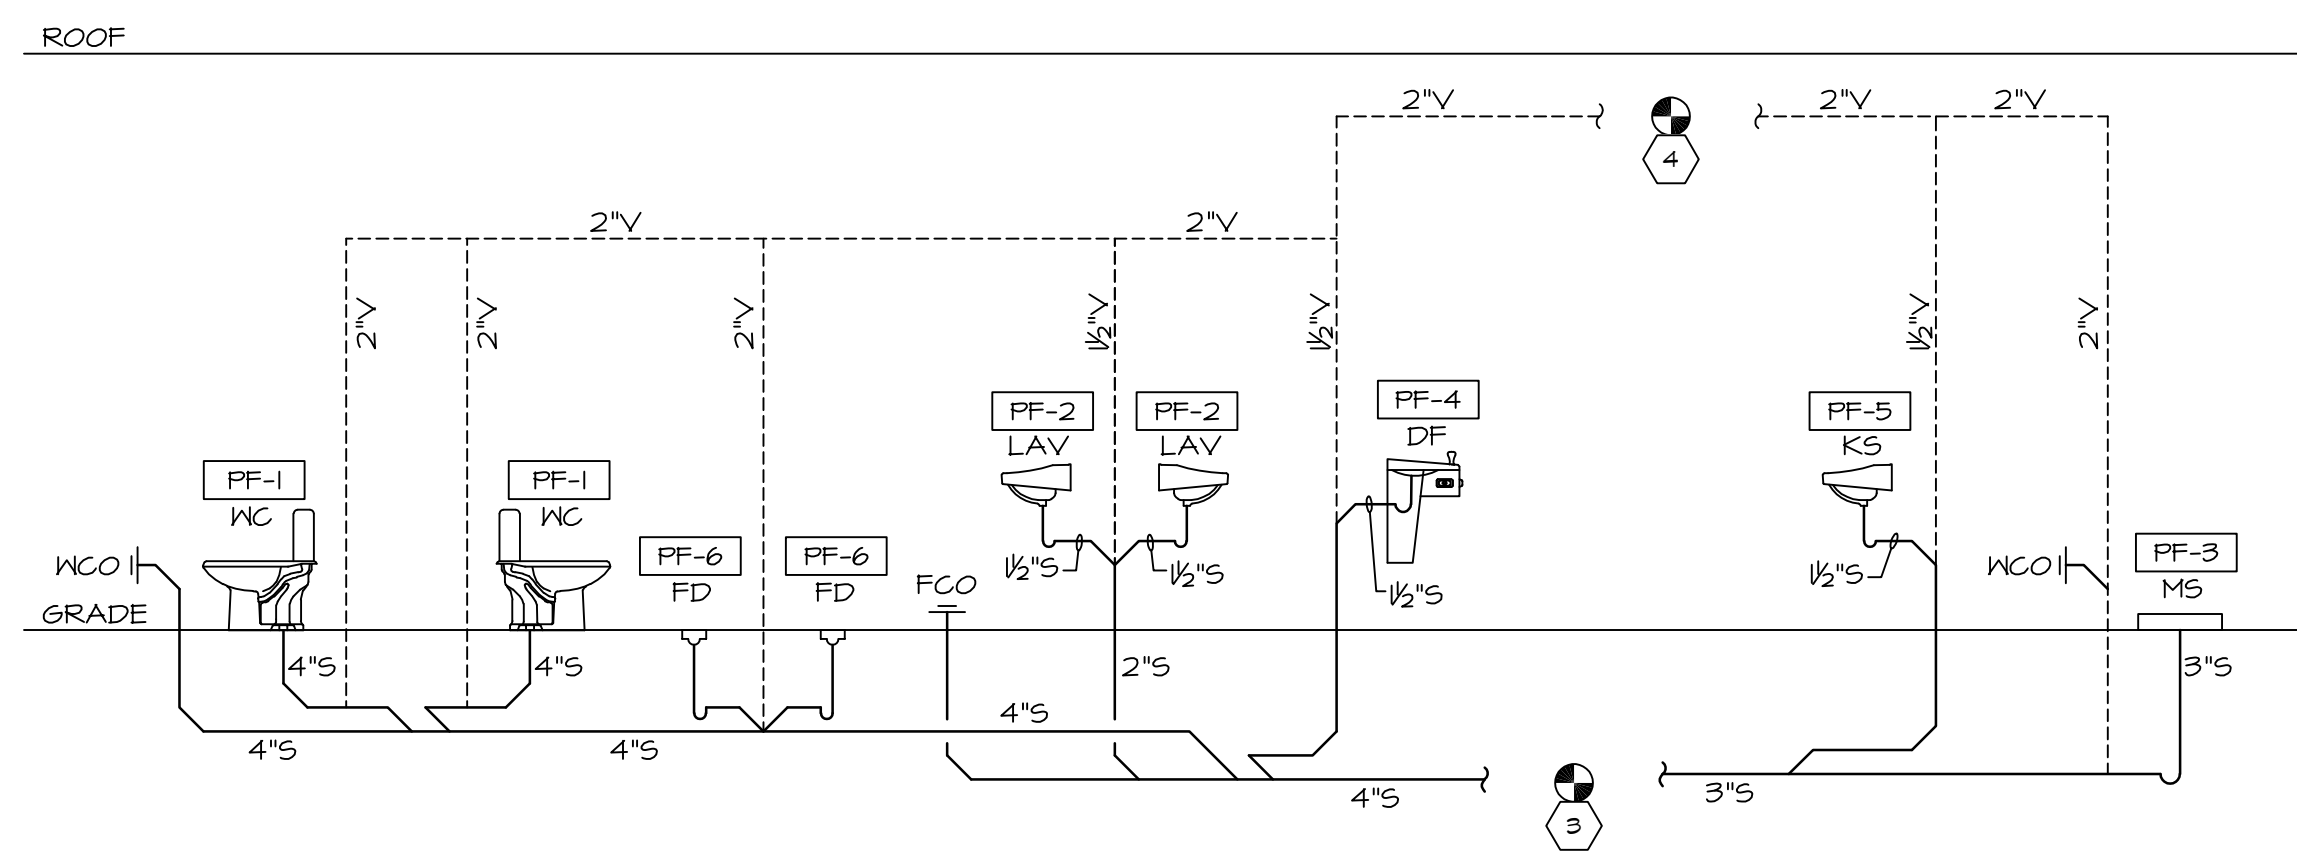 ROOF
2"V
2"V
2"V
4
2"V
2"V
2"V
2"V
2"V
1½"V
1½"V
1½"V
2"V
PF-4
DF
PF-2
LAV
PF-2
LAV
PF-5
KS
PF-1
WC
PF-1
WC
PF-6
FD
PF-6
FD
PF-3
MS
WCO
FCO
1½"S
1½"S
1½"S
1½"S
WCO
GRADE
4"S
4"S
2"S
3"S
4"S
4"S
4"S
4"S
3"S
3